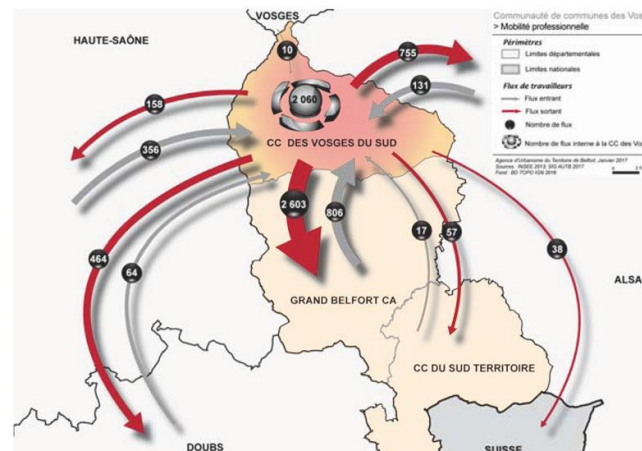 VOSGES
HAUTE-SAÔNE
10
755
131
2 060
158
356
CC DES VOSGES DU SUD
2 603
806
464
64
17
57
38
GRAND BELFORT CA
CC DU SUD TERRITOIRE
DOUBS
SUISSE
ALSA
Communauté de communes des Vos
> Mobilité professionnelle
Périmètres
Limites départementales
Limites nationales
Flux de travailleurs
Flux entrant
Flux sortant
Nombre de flux
Nombre de flux interne à la CC des Vos
Agence d'Urbanisme du Territoire de Belfort, Janvier 2017
Sources : INSEE 2013, SIG AUTB 2017
Fond : BD TOPO IGN 2016